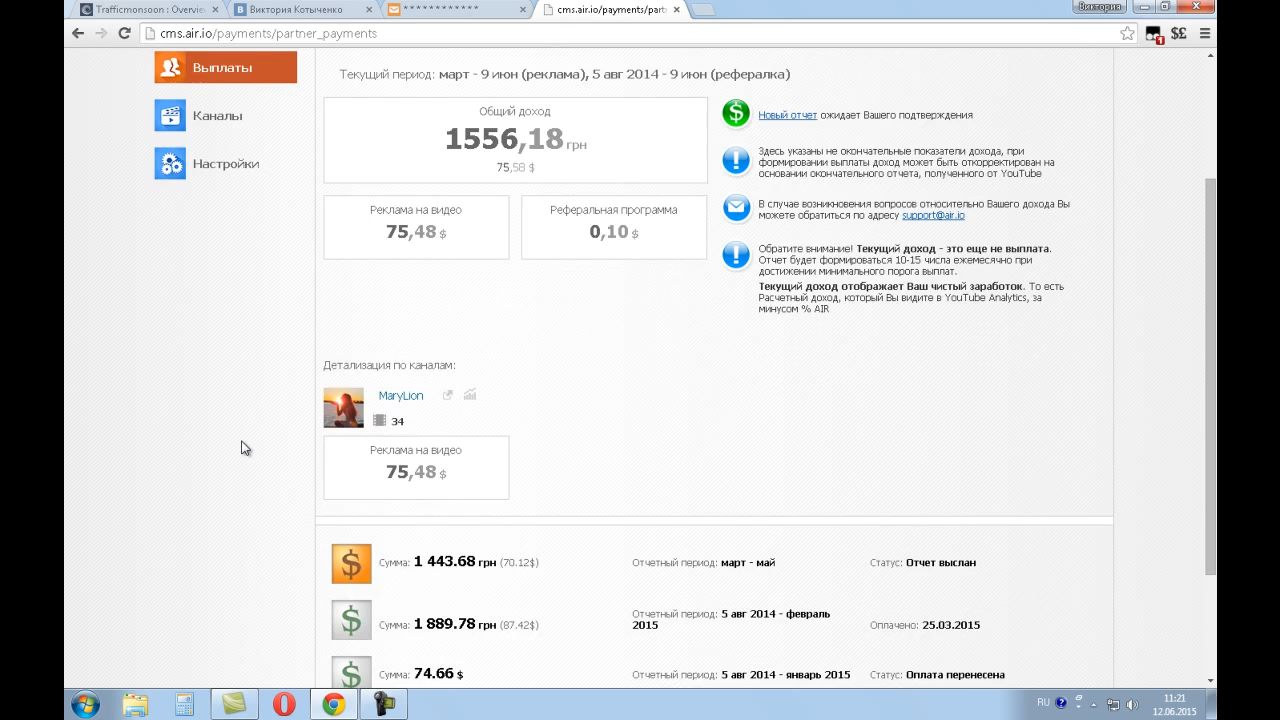 Trafficmonsoon : Overvie
Виктория Котыченко
* * * * * * * * * * * *
cms.air.io/payments/part
Виктория
cms.air.io/payments/partner_payments
1
$£
Выплаты
Каналы
Настройки
Текущий период: март - 9 июн (реклама), 5 авг 2014 - 9 июн (рефералка)
Общий доход
1556,18 грн
75,58 $
Реклама на видео
75,48 $
Реферальная программа
0,10 $
Новый отчет ожидает Вашего подтверждения
Здесь указаны не окончательные показатели дохода, при
формировании выплаты доход может быть откорректирован на
основании окончательного отчета, полученного от YouTube
В случае возникновения вопросов относительно Вашего дохода Вы
можете обратиться по адресу support@air.io
Обратите внимание! Текущий доход - это еще не выплата.
Отчет будет формироваться 10-15 числа ежемесячно при
достижении минимального порога выплат.
Текущий доход отображает Ваш чистый заработок. То есть
Расчетный доход, который Вы видите в YouTube Analytics, за
минусом % AIR
Детализация по каналам:
MaryLion
34
Реклама на видео
75,48 $
Сумма: 1 443.68 грн (70.12$)
Отчетный период: март - май
Статус: Отчет выслан
Сумма: 1 889.78 грн (87.42$)
Отчетный период: 5 авг 2014 - февраль
2015
Оплачено: 25.03.2015
Сумма: 74.66 $
Отчетный период: 5 авг 2014 - январь 2015
Статус: Оплата перенесена
RU
11:21
12.06.2015